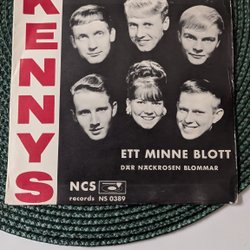 KENNYS
ETT MINNE BLOTT
DÄR NÄCKROSEN BLOMMAR
NCS
records NS 0389